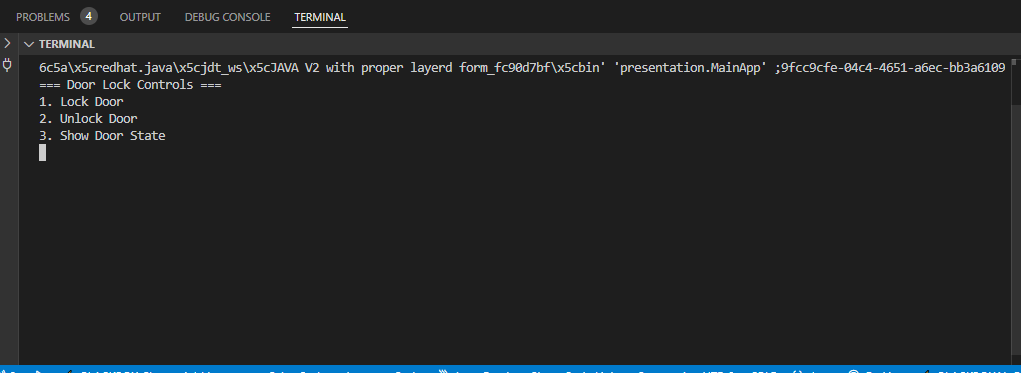 PROBLEMS 4 OUTPUT DEBUG CONSOLE TERMINAL
TERMINAL
6c5a\x5credhat.java\x5cjdt_ws\x5cJAVA V2 with proper layerd form_fc90d7bf\x5cbin' 'presentation.MainApp' ;9fcc9cfe-04c4-4651-a6ec-bb3a6109
=== Door Lock Controls ===
1. Lock Door
2. Unlock Door
3. Show Door State